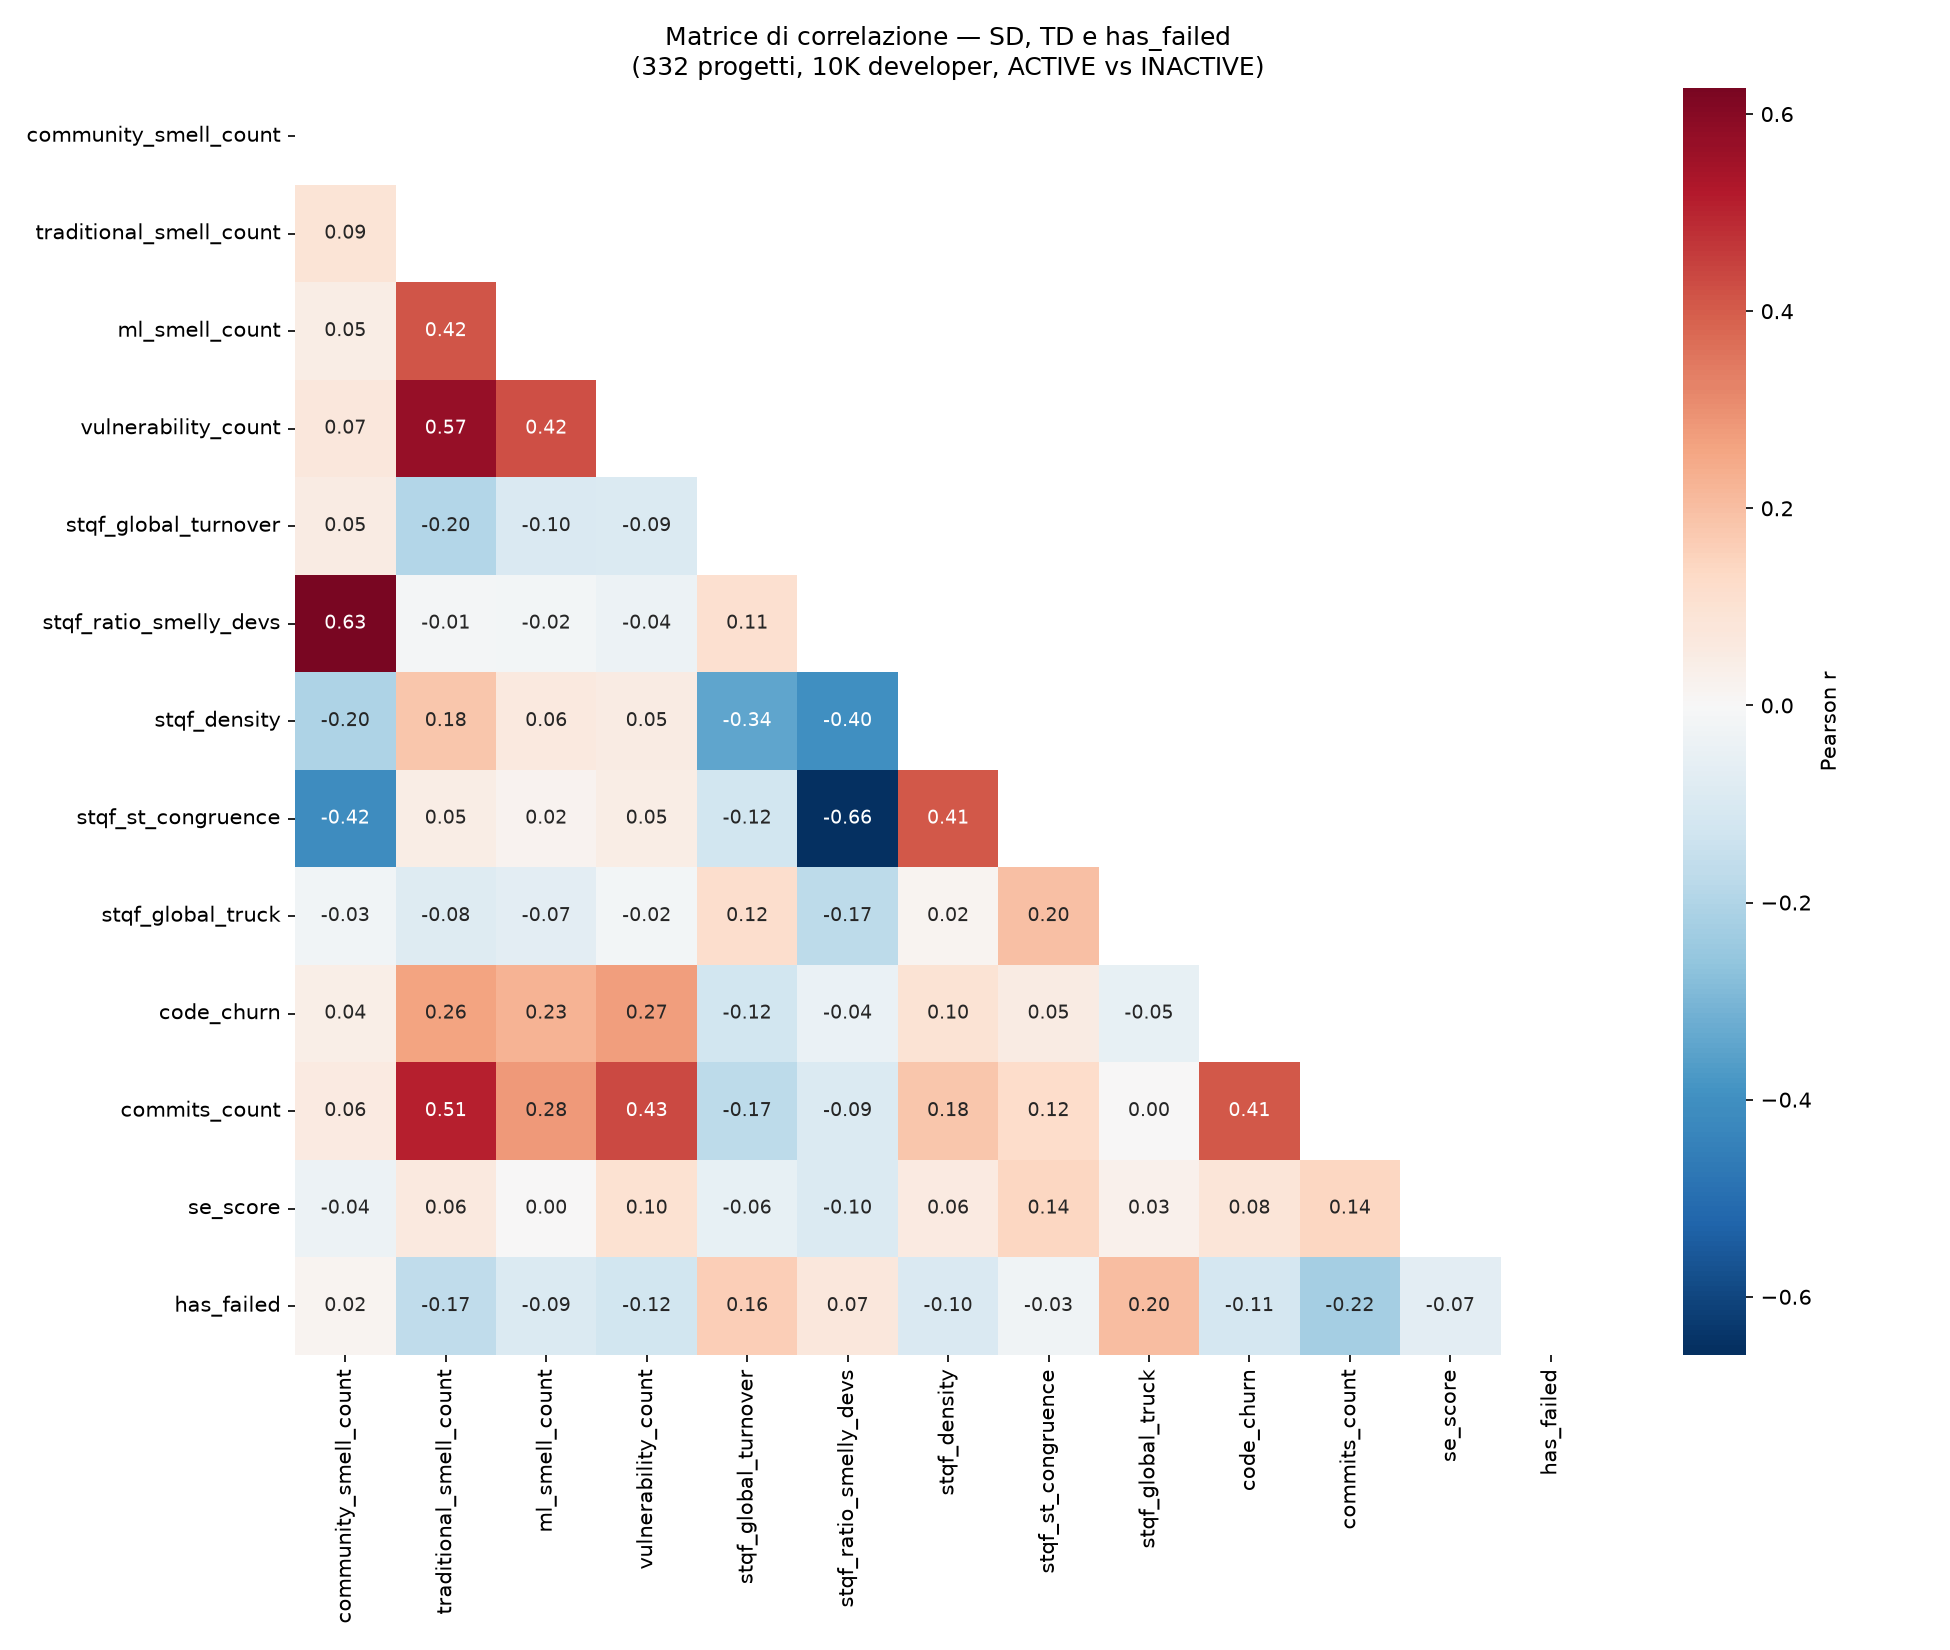 Matrice di correlazione — SD, TD e has_failed
(332 progetti, 10K developer, ACTIVE vs INACTIVE)
community_smell_count
traditional_smell_count 0.09
ml_smell_count 0.05 0.42
vulnerability_count 0.07 0.57 0.42
stqf_global_turnover 0.05 -0.20 -0.10 -0.09
stqf_ratio_smelly_devs 0.63 -0.01 -0.02 -0.04 0.11
stqf_density -0.20 0.18 0.06 0.05 -0.34 -0.40
stqf_st_congruence -0.42 0.05 0.02 0.05 -0.12 -0.66 0.41
stqf_global_truck -0.03 -0.08 -0.07 -0.02 0.12 -0.17 0.02 0.20
code_churn 0.04 0.26 0.23 0.27 -0.12 -0.04 0.10 0.05 -0.05
commits_count 0.06 0.51 0.28 0.43 -0.17 -0.09 0.18 0.12 0.00 0.41
se_score -0.04 0.06 0.00 0.10 -0.06 -0.10 0.06 0.14 0.03 0.08 0.14
has_failed 0.02 -0.17 -0.09 -0.12 0.16 0.07 -0.10 -0.03 0.20 -0.11 -0.22 -0.07
community_smell_count
traditional_smell_count
ml_smell_count
vulnerability_count
stqf_global_turnover
stqf_ratio_smelly_devs
stqf_density
stqf_st_congruence
stqf_global_truck
code_churn
commits_count
se_score
has_failed
0.6
0.4
0.2
0.0
−0.2
−0.4
−0.6
Pearson r